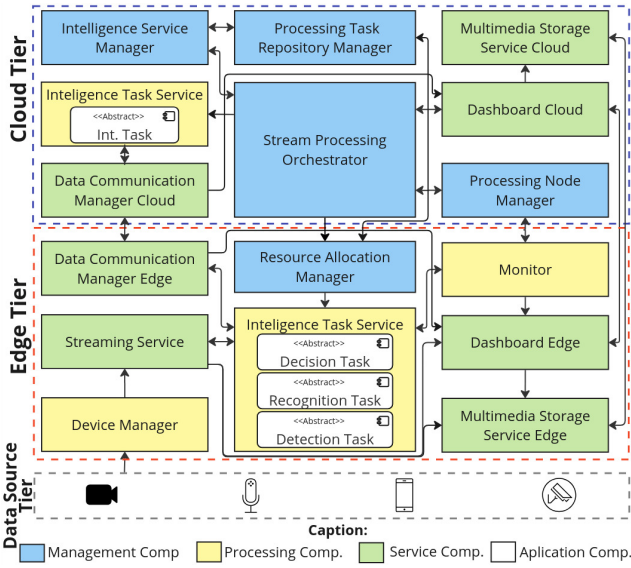 Cloud Tier
Intelligence Service
Manager
Processing Task
Repository Manager
Multimedia Storage
Service Cloud
Inteligence Task Service
<<Abstract>>
Int. Task
Stream Processing
Orchestrator
Dashboard Cloud
Data Communication
Manager Cloud
Processing Node
Manager
Edge Tier
Data Communication
Manager Edge
Resource Allocation
Manager
Monitor
Streaming Service
Inteligence Task Service
<<Abstract>>
Decision Task
<<Abstract>>
Recognition Task
<<Abstract>>
Detection Task
Dashboard Edge
Device Manager
Multimedia Storage
Service Edge
Data Source
Tier
Caption:
Management Comp
Processing Comp.
Service Comp.
Aplication Comp.